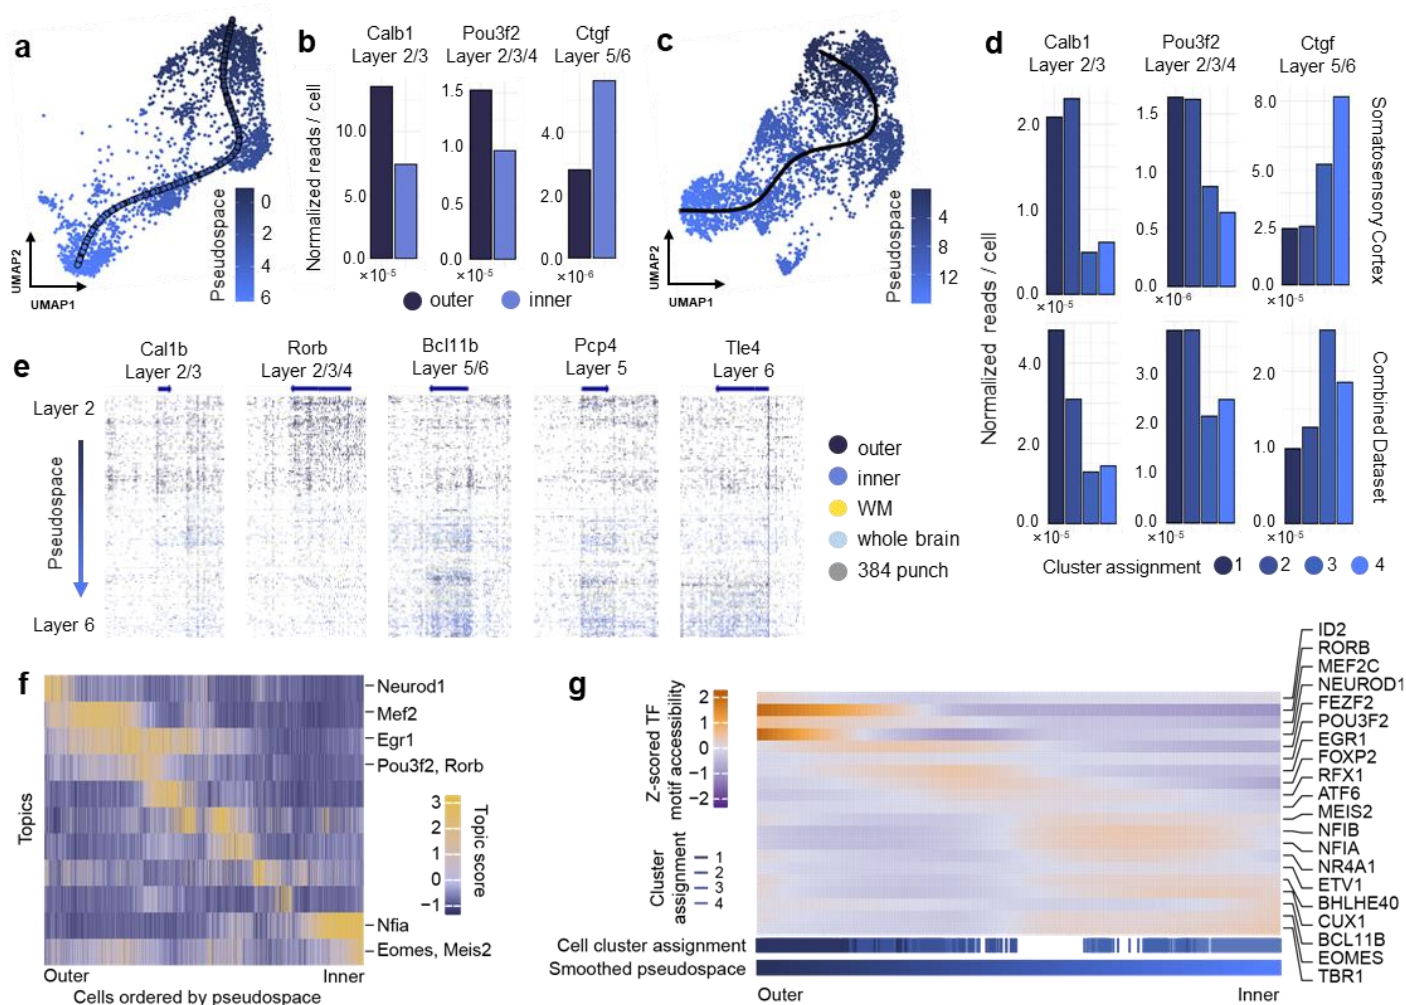 a
UMAP2
UMAP1
Pseudospace
0
2
4
6
b
Calb1
Layer 2/3
Pou3f2
Layer 2/3/4
Ctgf
Layer 5/6
Normalized reads / cell
10.0
5.0
0.0
×10⁻⁵
1.5
1.0
0.5
0.0
×10⁻⁵
4.0
2.0
0.0
×10⁻⁶
outer
inner
c
UMAP2
UMAP1
Pseudospace
4
8
12
d
Calb1
Layer 2/3
Pou3f2
Layer 2/3/4
Ctgf
Layer 5/6
Normalized reads / cell
2.0
1.0
0.0
×10⁻⁵
1.5
1.0
0.5
0.0
×10⁻⁶
8.0
5.0
2.5
0.0
×10⁻⁵
Somatosensory Cortex
4.0
2.0
0.0
×10⁻⁵
3.0
2.0
1.0
0.0
×10⁻⁵
2.0
1.0
0.0
×10⁻⁵
Combined Dataset
Cluster assignment
1
2
3
4
e
Cal1b
Layer 2/3
Rorb
Layer 2/3/4
Bcl11b
Layer 5/6
Pcp4
Layer 5
Tle4
Layer 6
Layer 2
Pseudospace
Layer 6
outer
inner
WM
whole brain
384 punch
f
Topics
Neurod1
Mef2
Egr1
Pou3f2, Rorb
Nfia
Eomes, Meis2
3
2
1
0
−1
Topic score
Outer
Inner
Cells ordered by pseudospace
g
Z-scored TF
motif accessibility
2
1
0
−1
−2
Cluster
assignment
1
2
3
4
Cell cluster assignment
Smoothed pseudospace
Outer
Inner
ID2
RORB
MEF2C
NEUROD1
FEZF2
POU3F2
EGR1
FOXP2
RFX1
ATF6
MEIS2
NFIB
NFIA
NR4A1
ETV1
BHLHE40
CUX1
BCL11B
EOMES
TBR1